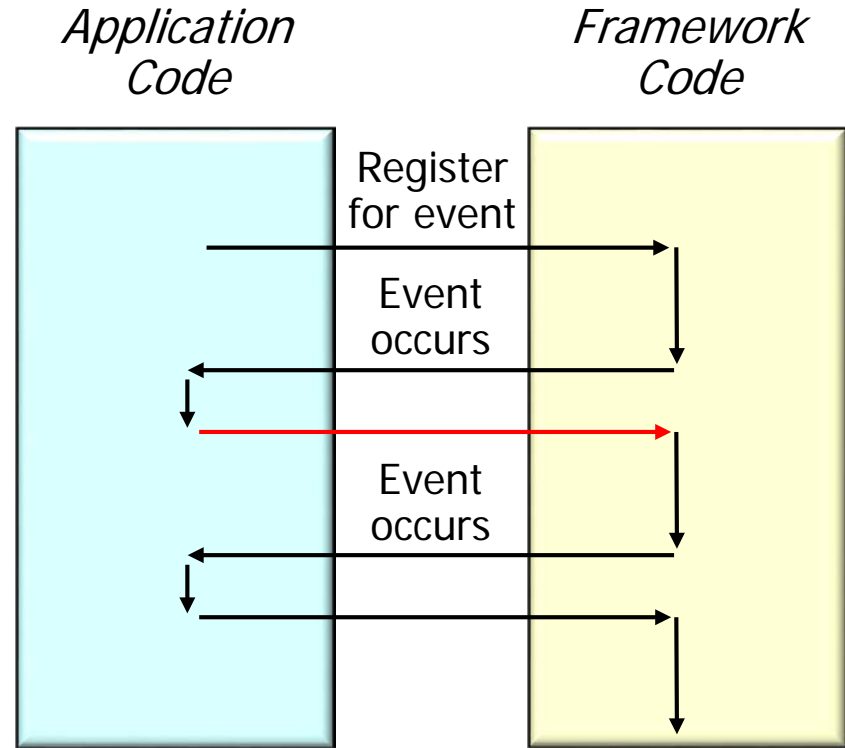 Application
Code
Framework
Code
Register
for event
Event
occurs
Event
occurs